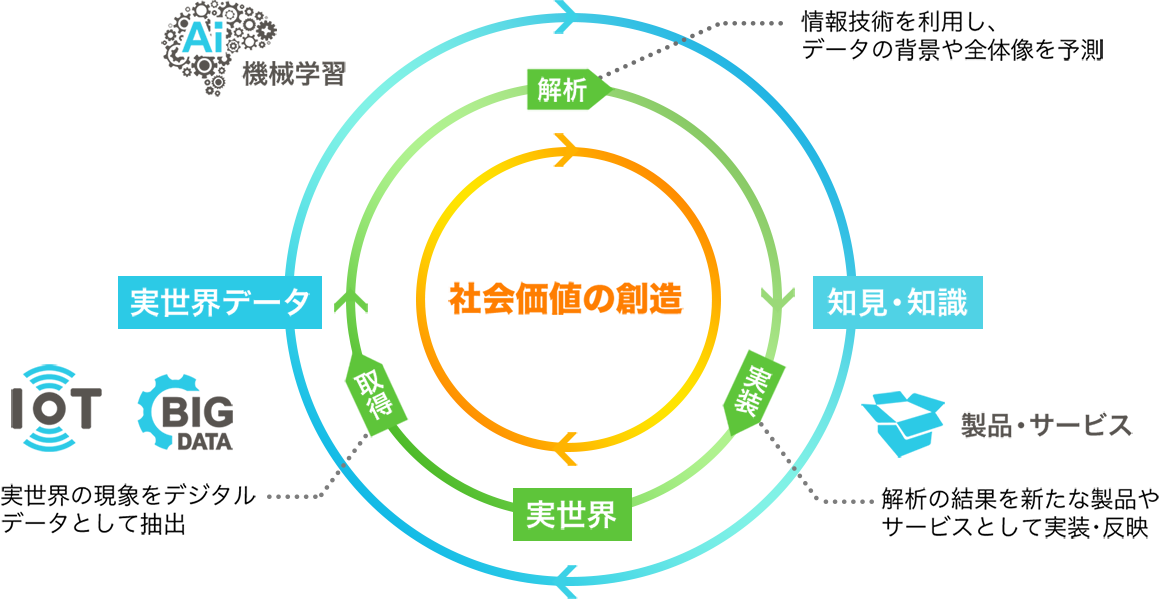 Ai
機械学習
情報技術を利用し、
データの背景や全体像を予測
解析
社会価値の創造
実世界データ
知見・知識
取得
実装
IoT
BIG
DATA
製品・サービス
実世界の現象をデジタル
データとして抽出
実世界
解析の結果を新たな製品や
サービスとして実装・反映